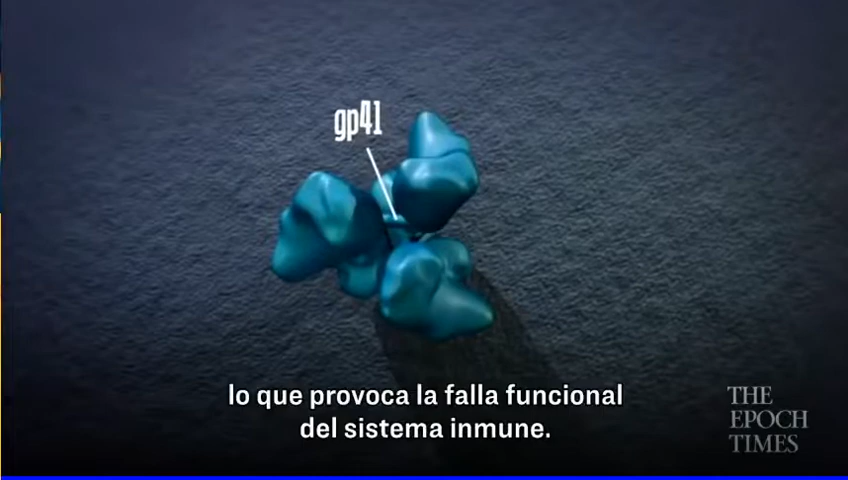 gp41
lo que provoca la falla funcional
del sistema inmune.
THE
EPOCH
TIMES